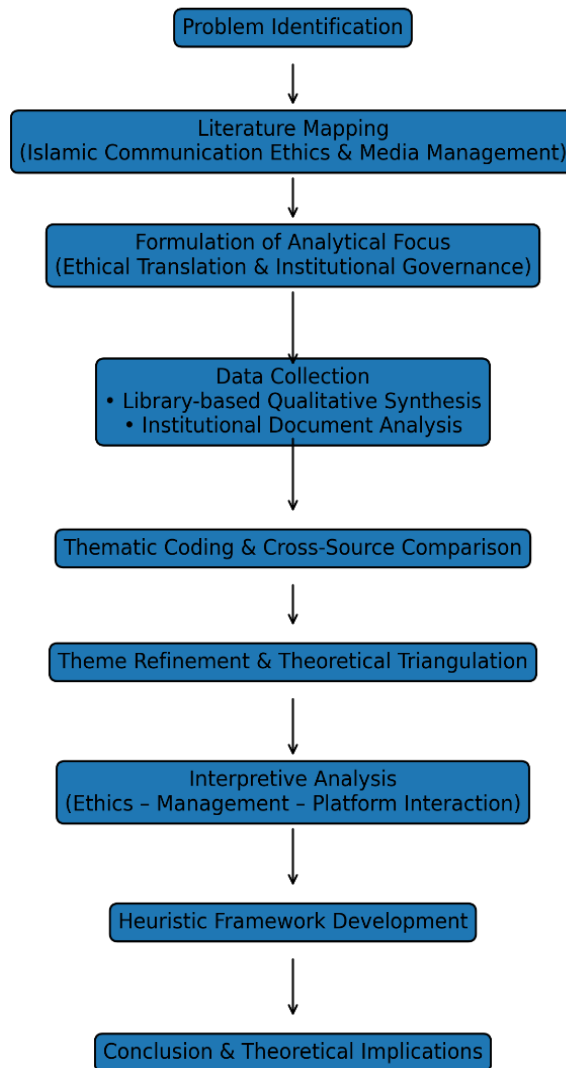 Problem Identification
Literature Mapping
(Islamic Communication Ethics & Media Management)
Formulation of Analytical Focus
(Ethical Translation & Institutional Governance)
Data Collection
• Library-based Qualitative Synthesis
• Institutional Document Analysis
Thematic Coding & Cross-Source Comparison
Theme Refinement & Theoretical Triangulation
Interpretive Analysis
(Ethics – Management – Platform Interaction)
Heuristic Framework Development
Conclusion & Theoretical Implications